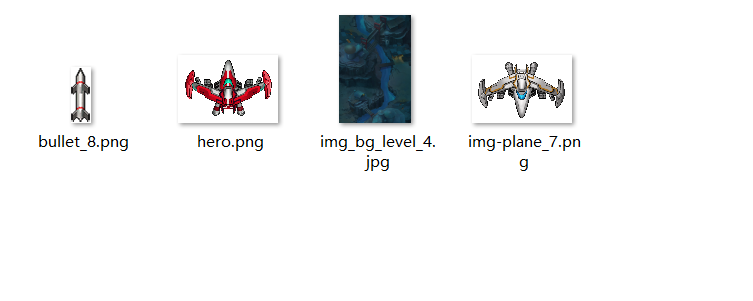 bullet_8.png
hero.png
img_bg_level_4.
jpg
img-plane_7.pn
g